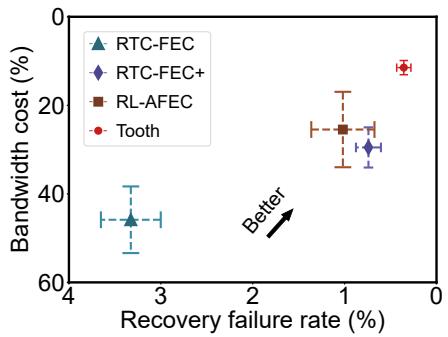 0
20
40
60
Bandwidth cost (%)
RTC-FEC
RTC-FEC+
RL-AFEC
Tooth
Better
4 3 2 1 0
Recovery failure rate (%)